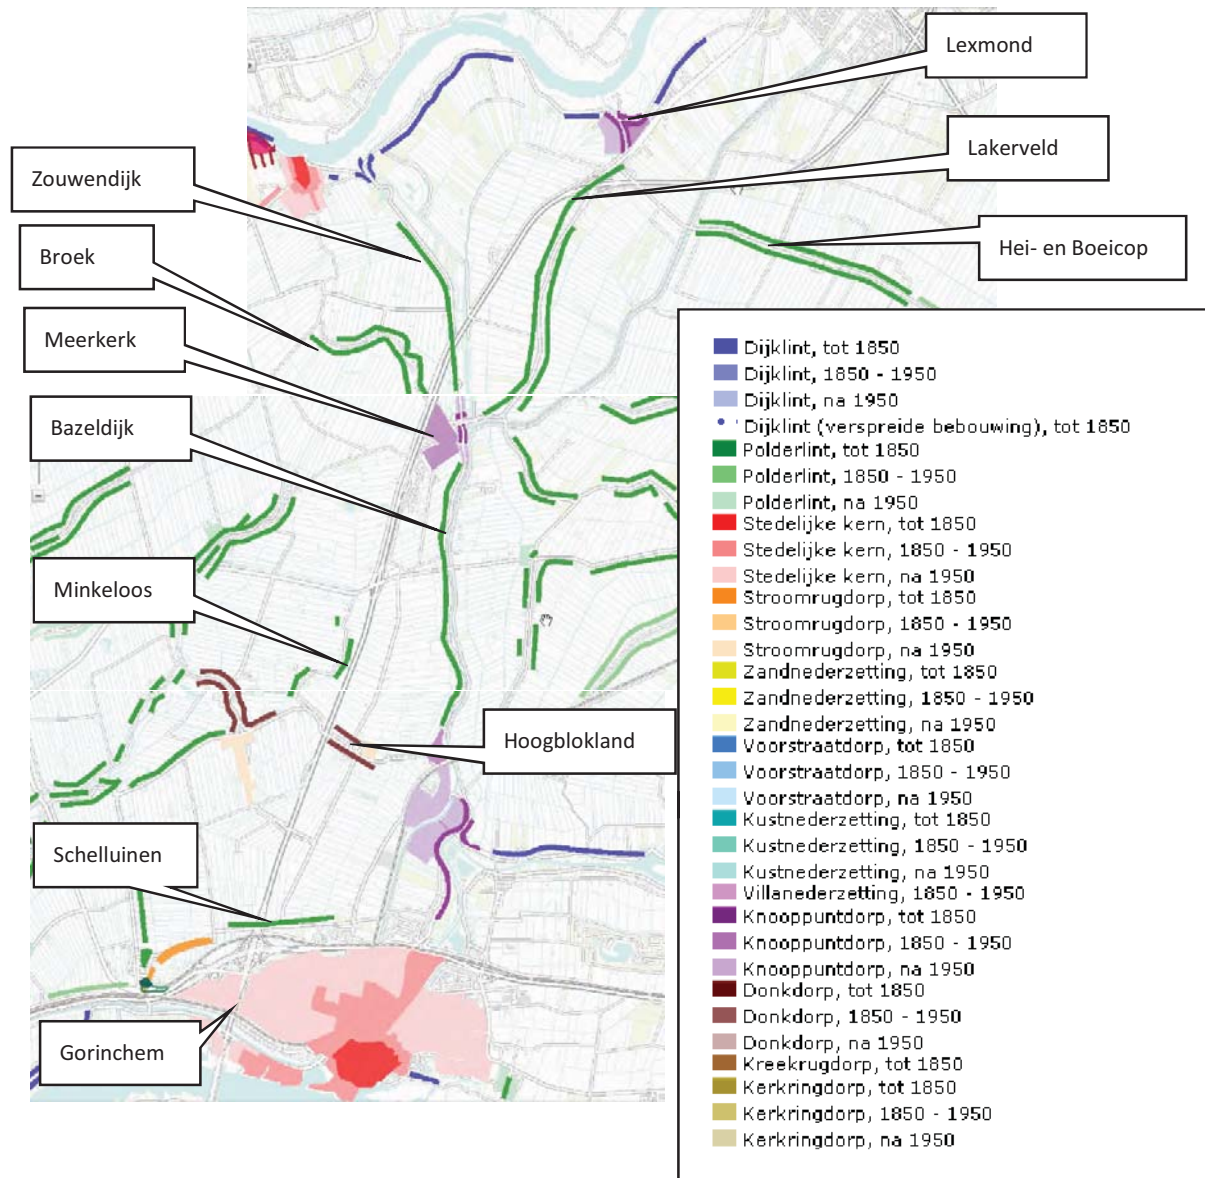 Lexmond
Lakerveld
Zouwendijk
Hei- en Boeicop
Broek
Meerkerk
Bazeldijk
Minkeloos
Hoogblokland
Schelluinen
Gorinchem
Dijklint, tot 1850
Dijklint, 1850 - 1950
Dijklint, na 1950
Dijklint (verspreide bebouwing), tot 1850
Polderlint, tot 1850
Polderlint, 1850 - 1950
Polderlint, na 1950
Stedelijke kern, tot 1850
Stedelijke kern, 1850 - 1950
Stedelijke kern, na 1950
Stroomrugdorp, tot 1850
Stroomrugdorp, 1850 - 1950
Stroomrugdorp, na 1950
Zandnederzetting, tot 1850
Zandnederzetting, 1850 - 1950
Zandnederzetting, na 1950
Voorstraatdorp, tot 1850
Voorstraatdorp, 1850 - 1950
Voorstraatdorp, na 1950
Kustnederzetting, tot 1850
Kustnederzetting, 1850 - 1950
Kustnederzetting, na 1950
Villanederzetting, 1850 - 1950
Knooppuntdorp, tot 1850
Knooppuntdorp, 1850 - 1950
Knooppuntdorp, na 1950
Donkdorp, tot 1850
Donkdorp, 1850 - 1950
Donkdorp, na 1950
Kreekrugdorp, tot 1850
Kerkringdorp, tot 1850
Kerkringdorp, 1850 - 1950
Kerkringdorp, na 1950